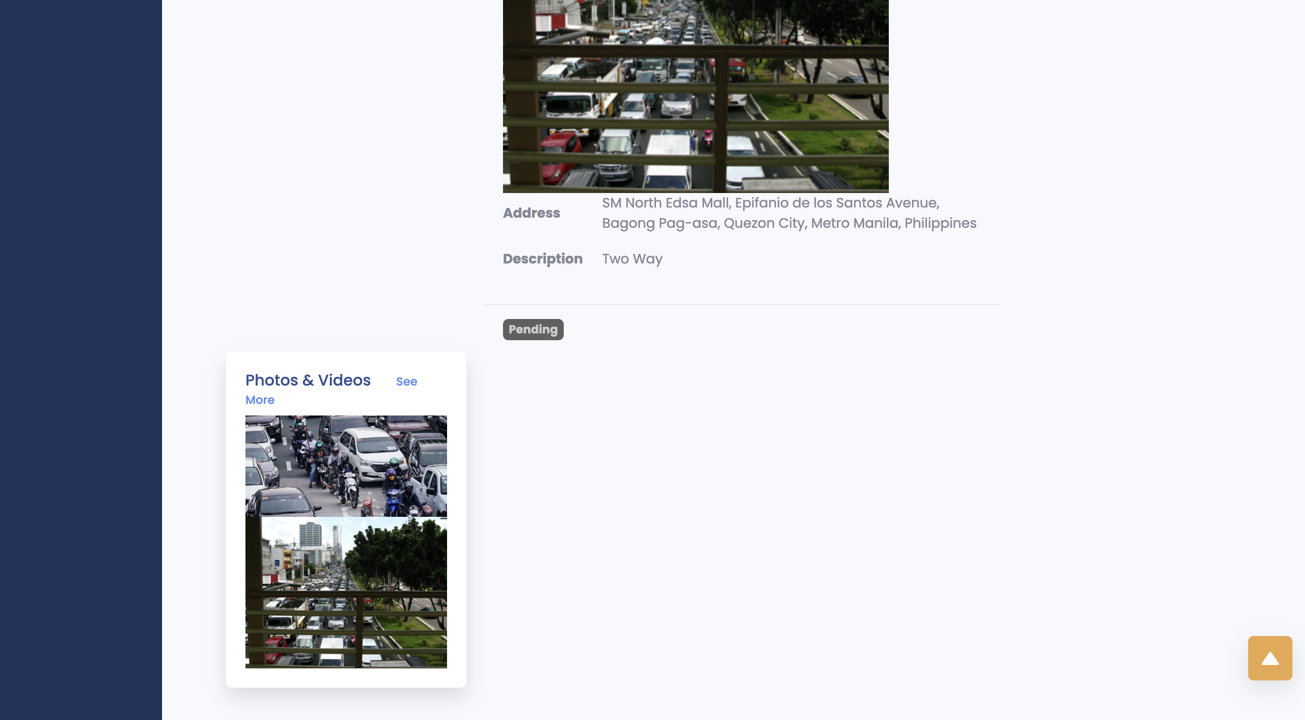 Address
SM North Edsa Mall, Epifanio de los Santos Avenue,
Bagong Pag-asa, Quezon City, Metro Manila, Philippines
Description
Two Way
Pending
Photos & Videos
See
More